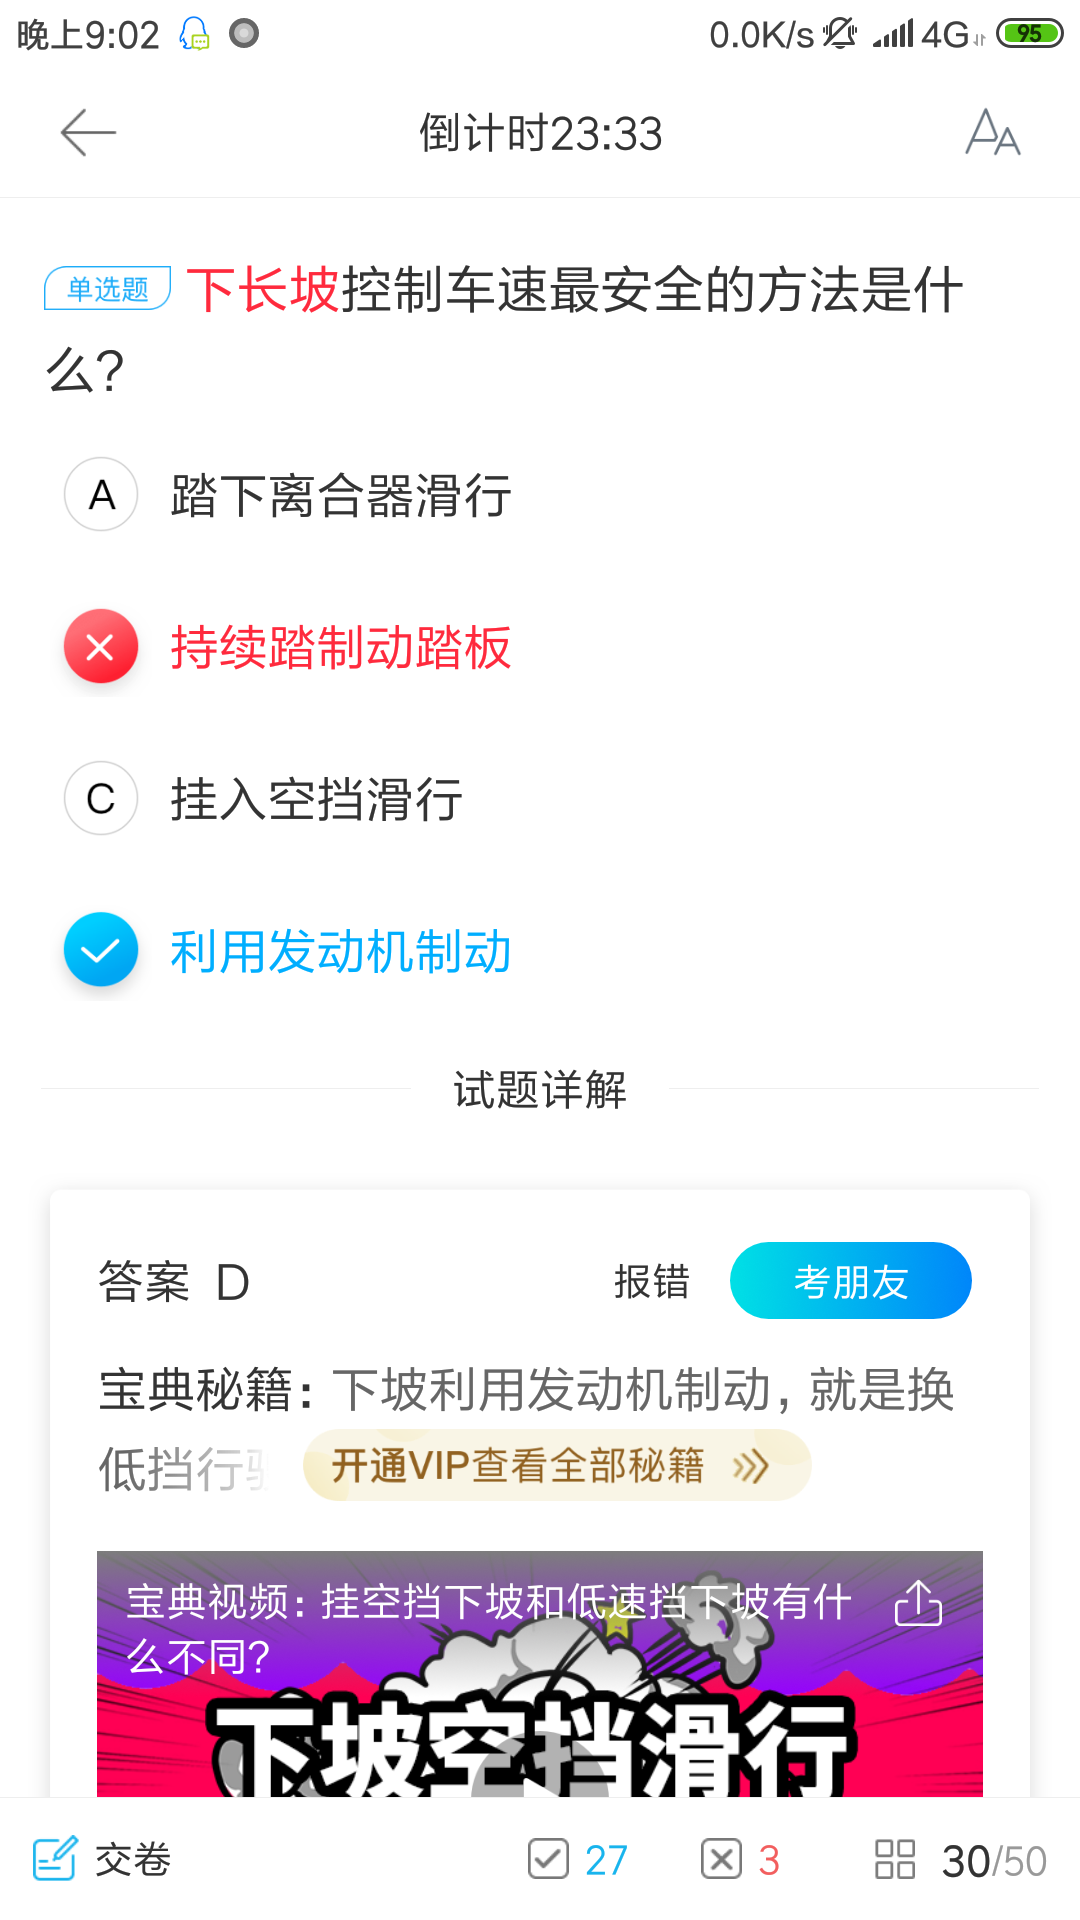 晚上9:02 0.0K/s 4G 95
倒计时23:33
单选题 下长坡控制车速最安全的方法是什
么？
A 踏下离合器滑行
持续踏制动踏板
C 挂入空挡滑行
利用发动机制动
试题详解
答案 D 报错 考朋友
宝典秘籍：下坡利用发动机制动，就是换
低挡行驶 开通VIP查看全部秘籍
宝典视频：挂空挡下坡和低速挡下坡有什
么不同？
下坡空挡滑行
交卷 27 3 30/50